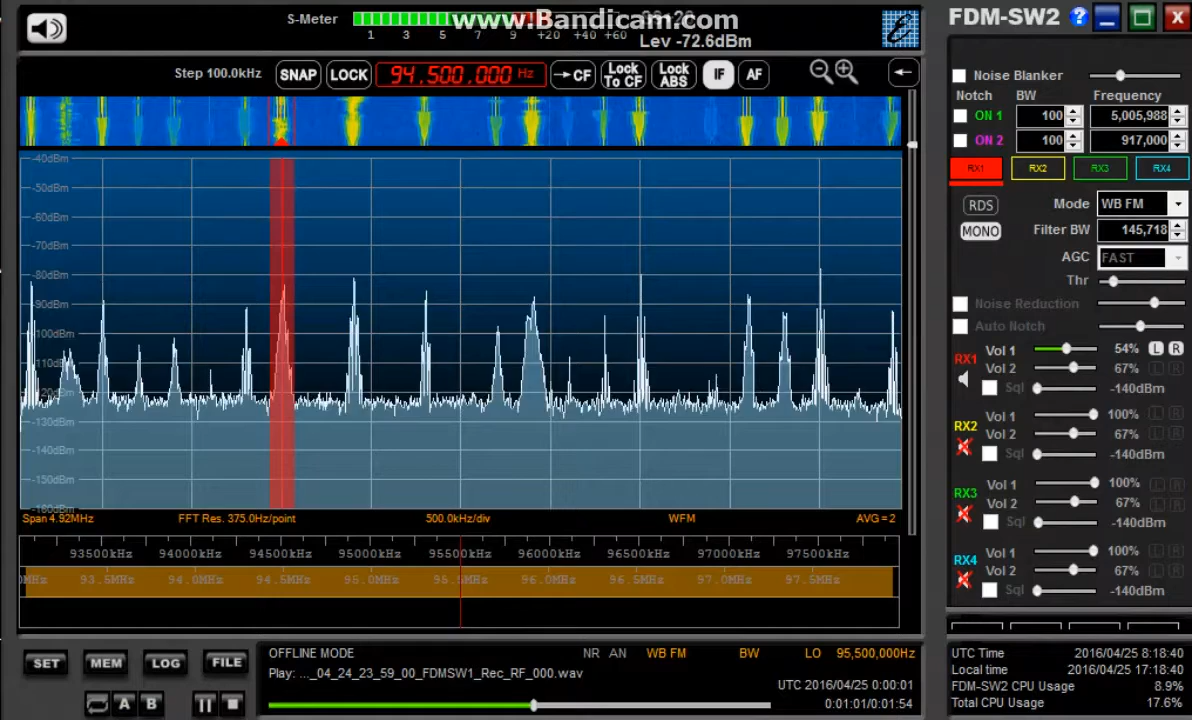 S-Meter
www.Bandicam.com
1 3 5 7 9 +20 +40 +60
Lev -72.6dBm
Step 100.0kHz SNAP LOCK 94.500.000 Hz →CF Lock To CF Lock ABS IF AF
-40dBm
-50dBm
-60dBm
-70dBm
-80dBm
-90dBm
-100dBm
-110dBm
-120dBm
-130dBm
-140dBm
-150dBm
-160dBm
Span 4.92MHz FFT Res. 375.0Hz/point 500.0kHz/div WFM AVG=2
93500kHz 94000kHz 94500kHz 95000kHz 95500kHz 96000kHz 96500kHz 97000kHz 97500kHz
93.5MHz 94.0MHz 94.5MHz 95.0MHz 95.5MHz 96.0MHz 96.5MHz 97.0MHz 97.5MHz
SET MEM LOG FILE
A B
OFFLINE MODE NR AN WB FM BW LO 95,500,000Hz
Play: ..._04_24_23_59_00_FDMSW1_Rec_RF_000.wav
UTC 2016/04/25 0:00:01
0:01:01/0:01:54
FDM-SW2 ? X
Noise Blanker
Notch BW Frequency
ON 1 100 5,005,988
ON 2 100 917,000
RX1 RX2 RX3 RX4
RDS Mode WB FM
MONO Filter BW 145,718
AGC FAST
Thr
Noise Reduction
Auto Notch
RX1 Vol 1 54% L R
Vol 2 67% L R
Sql -140dBm
RX2 Vol 1 100% L R
Vol 2 67% L R
Sql -140dBm
RX3 Vol 1 100% L R
Vol 2 67% L R
Sql -140dBm
RX4 Vol 1 100% L R
Vol 2 67% L R
Sql -140dBm
UTC Time 2016/04/25 8:18:40
Local time 2016/04/25 17:18:40
FDM-SW2 CPU Usage 8.9%
Total CPU Usage 17.6%